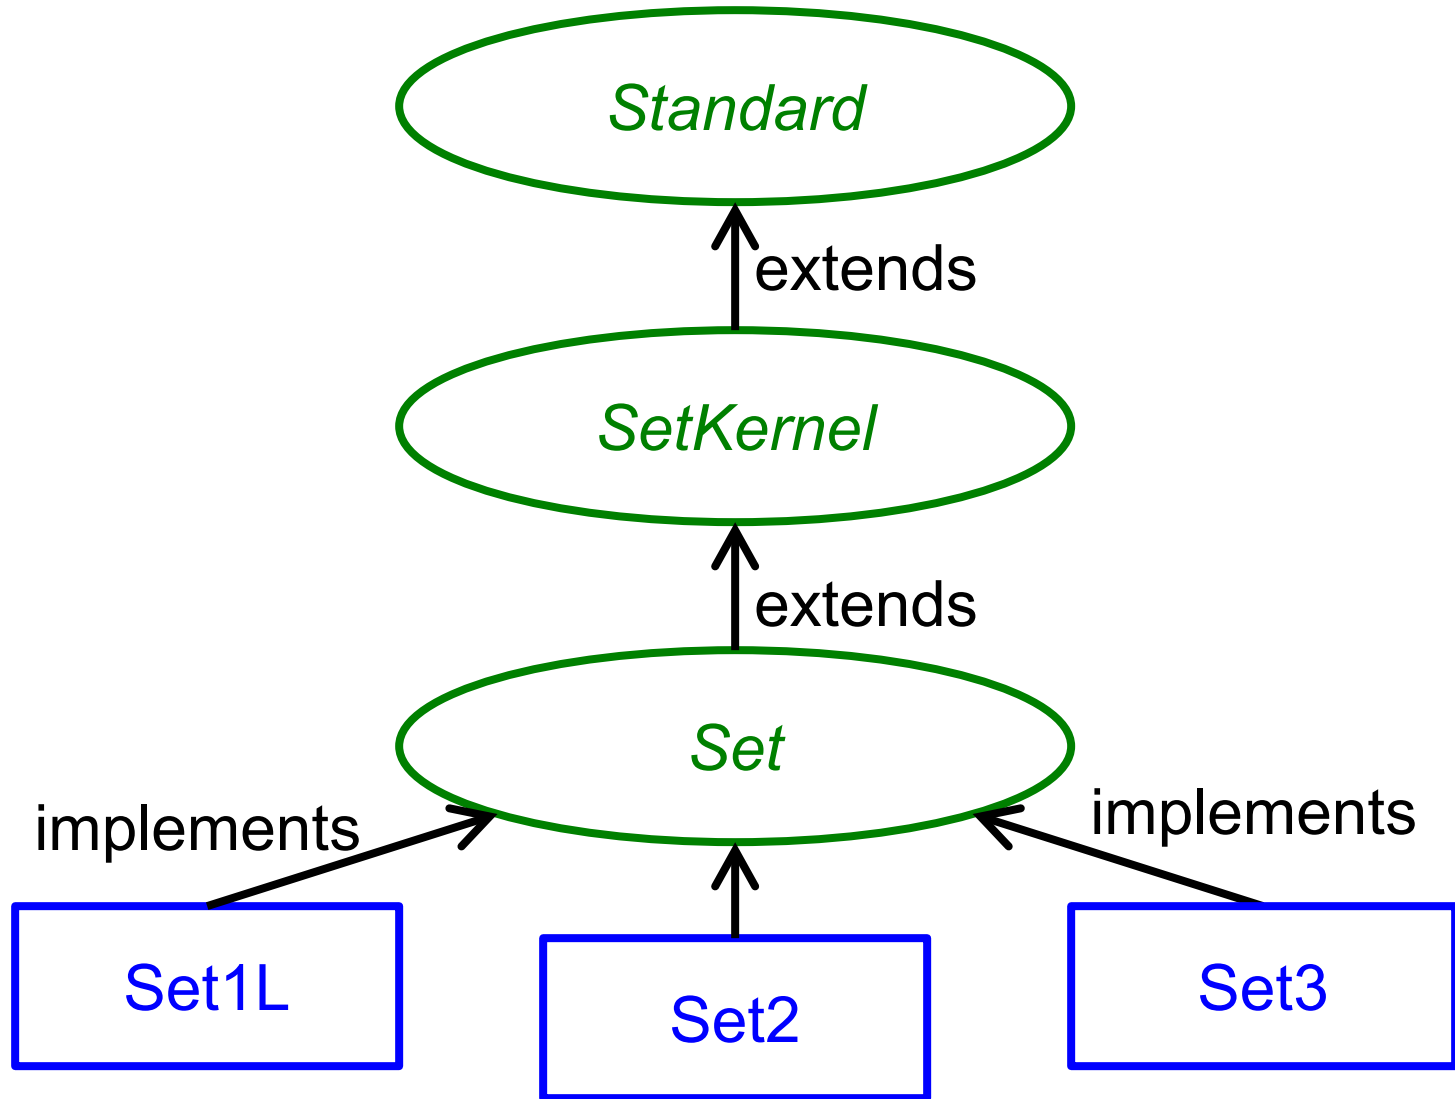 Standard
extends
SetKernel
extends
Set
implements
implements
Set1L
Set2
Set3